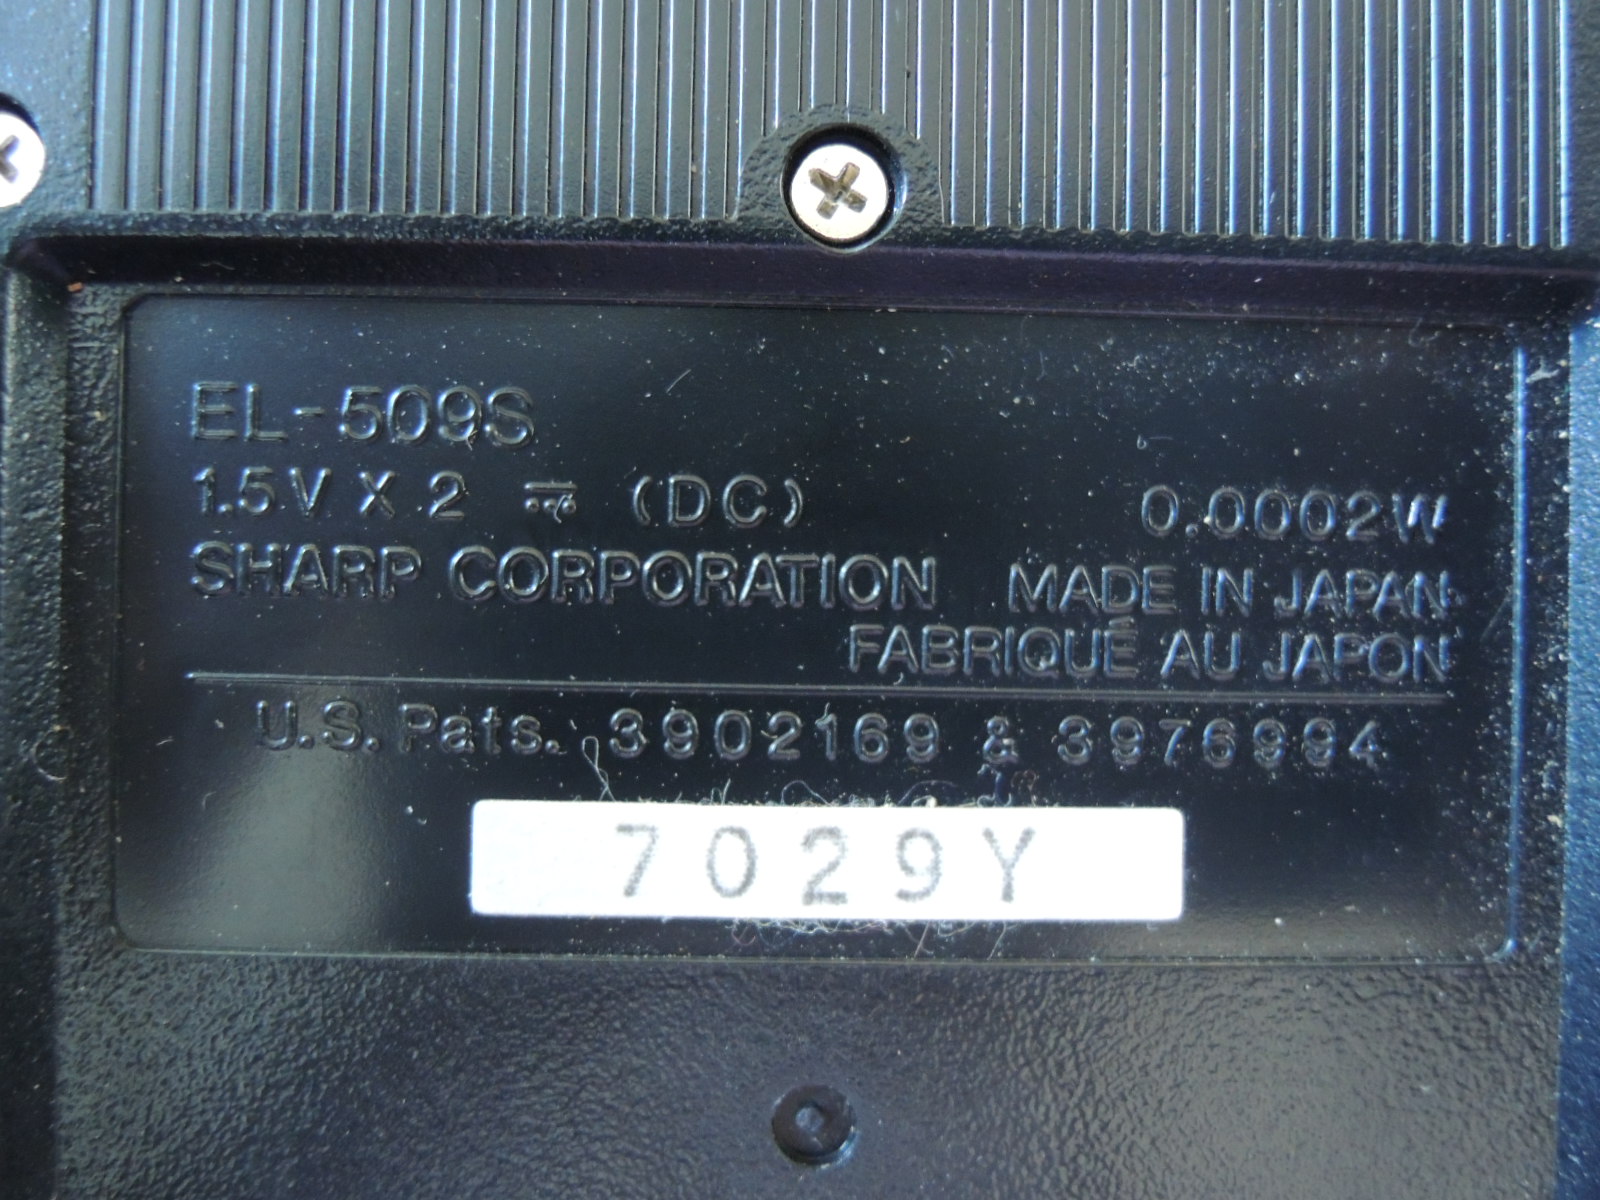 EL-509S
1.5V X 2 ⎓ (DC) 0.0002W
SHARP CORPORATION MADE IN JAPAN
FABRIQUÉ AU JAPON
U.S. Pats. 3902169 & 3976994
7029Y